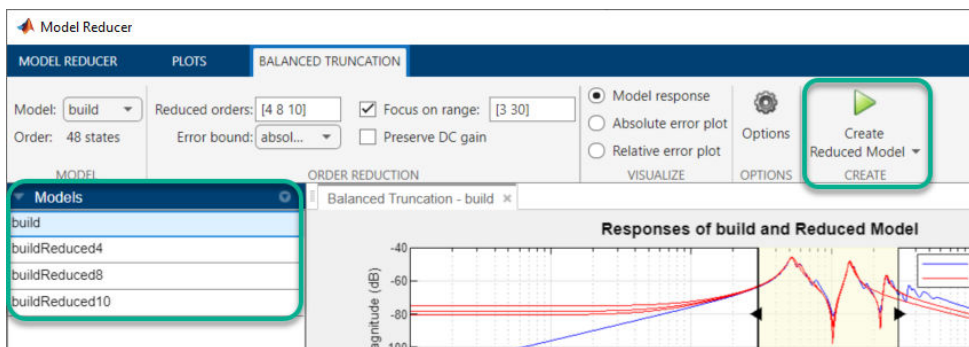 Model Reducer
MODEL REDUCER PLOTS BALANCED TRUNCATION
Model: build Reduced orders: [4 8 10] Focus on range: [3 30] Model response
Absolute error plot
Order: 48 states Error bound: absol... Preserve DC gain Options Create
Relative error plot Reduced Model
MODEL ORDER REDUCTION VISUALIZE OPTIONS CREATE
Models Balanced Truncation - build
build
buildReduced4
buildReduced8
buildReduced10
Responses of build and Reduced Model
-40
-60
-80
-100
agnitude (dB)